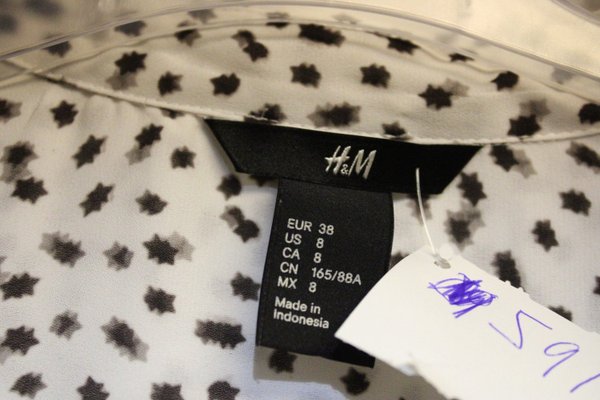 H&M
EUR 38
US 8
CA 8
CN 165/88A
MX 8
Made in
Indonesia